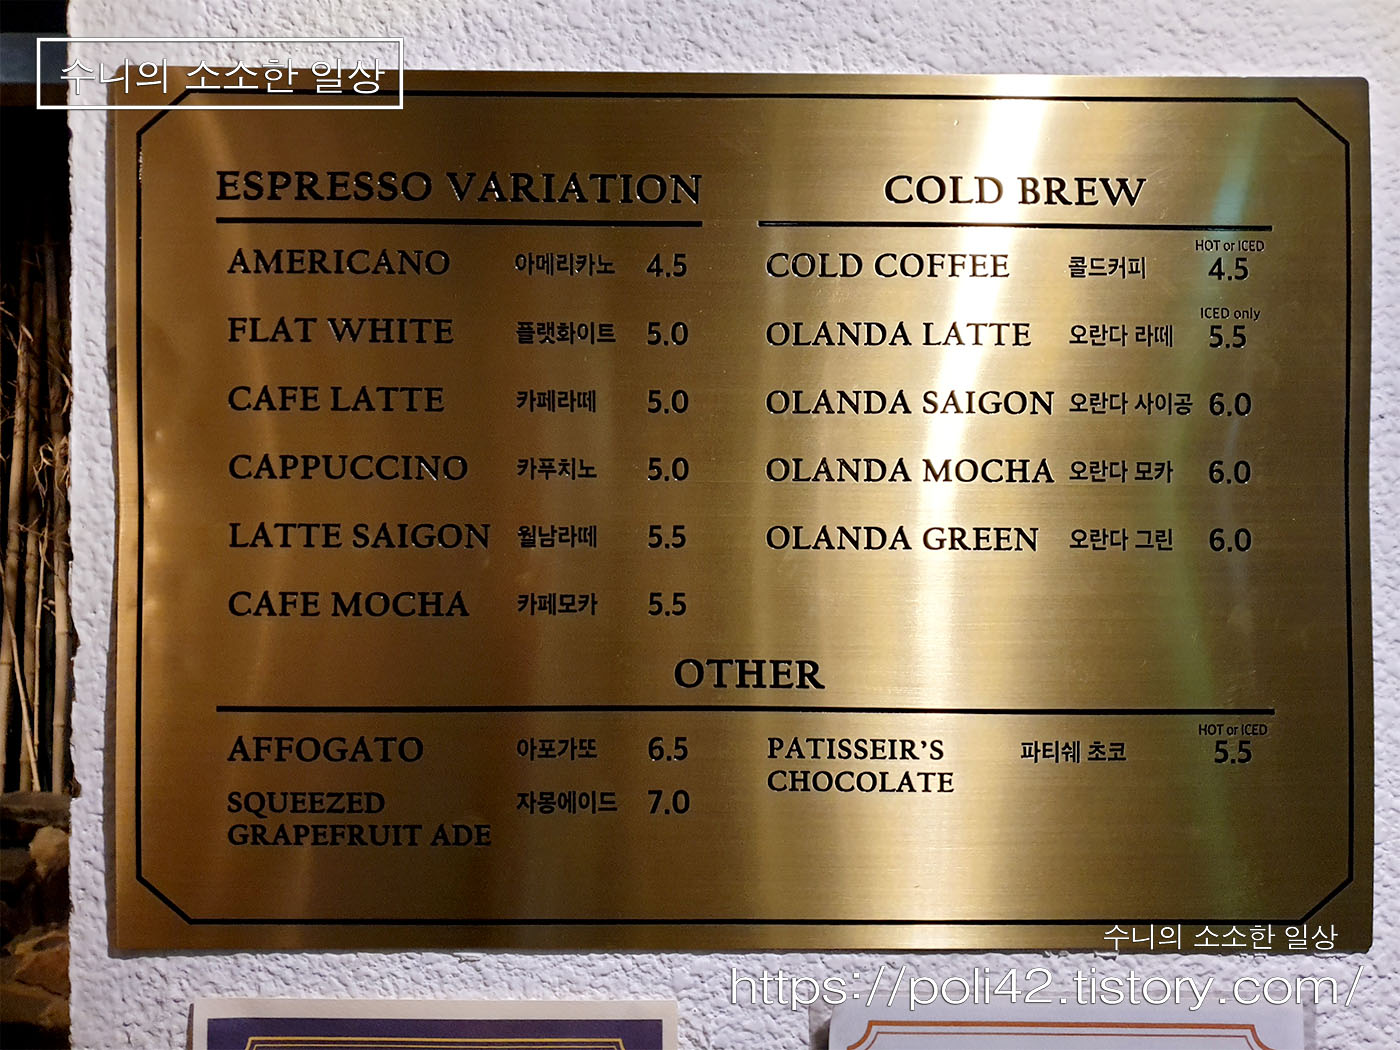 수니의 소소한 일상
ESPRESSO VARIATION
AMERICANO 아메리카노 4.5
FLAT WHITE 플랫화이트 5.0
CAFE LATTE 카페라떼 5.0
CAPPUCCINO 카푸치노 5.0
LATTE SAIGON 월남라떼 5.5
CAFE MOCHA 카페모카 5.5
COLD BREW
HOT or ICED
COLD COFFEE 콜드커피 4.5
ICED only
OLANDA LATTE 오란다 라떼 5.5
OLANDA SAIGON 오란다 사이공 6.0
OLANDA MOCHA 오란다 모카 6.0
OLANDA GREEN 오란다 그린 6.0
OTHER
AFFOGATO 아포가또 6.5
SQUEEZED 자몽에이드 7.0
GRAPEFRUIT ADE
HOT or ICED
PATISSEIR'S 파티쉐 초코 5.5
CHOCOLATE
수니의 소소한 일상
https://poli42.tistory.com/